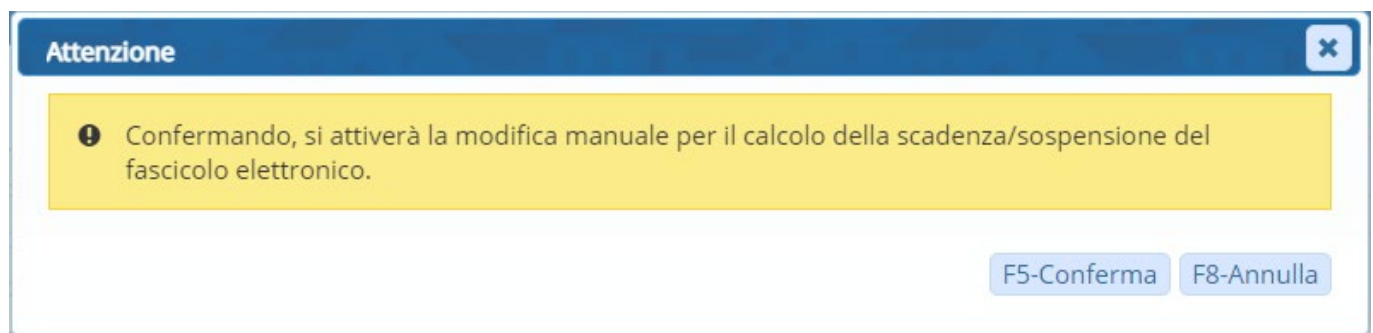 Attenzione
Confermando, si attiverà la modifica manuale per il calcolo della scadenza/sospensione del
fascicolo elettronico.
F5-Conferma F8-Annulla